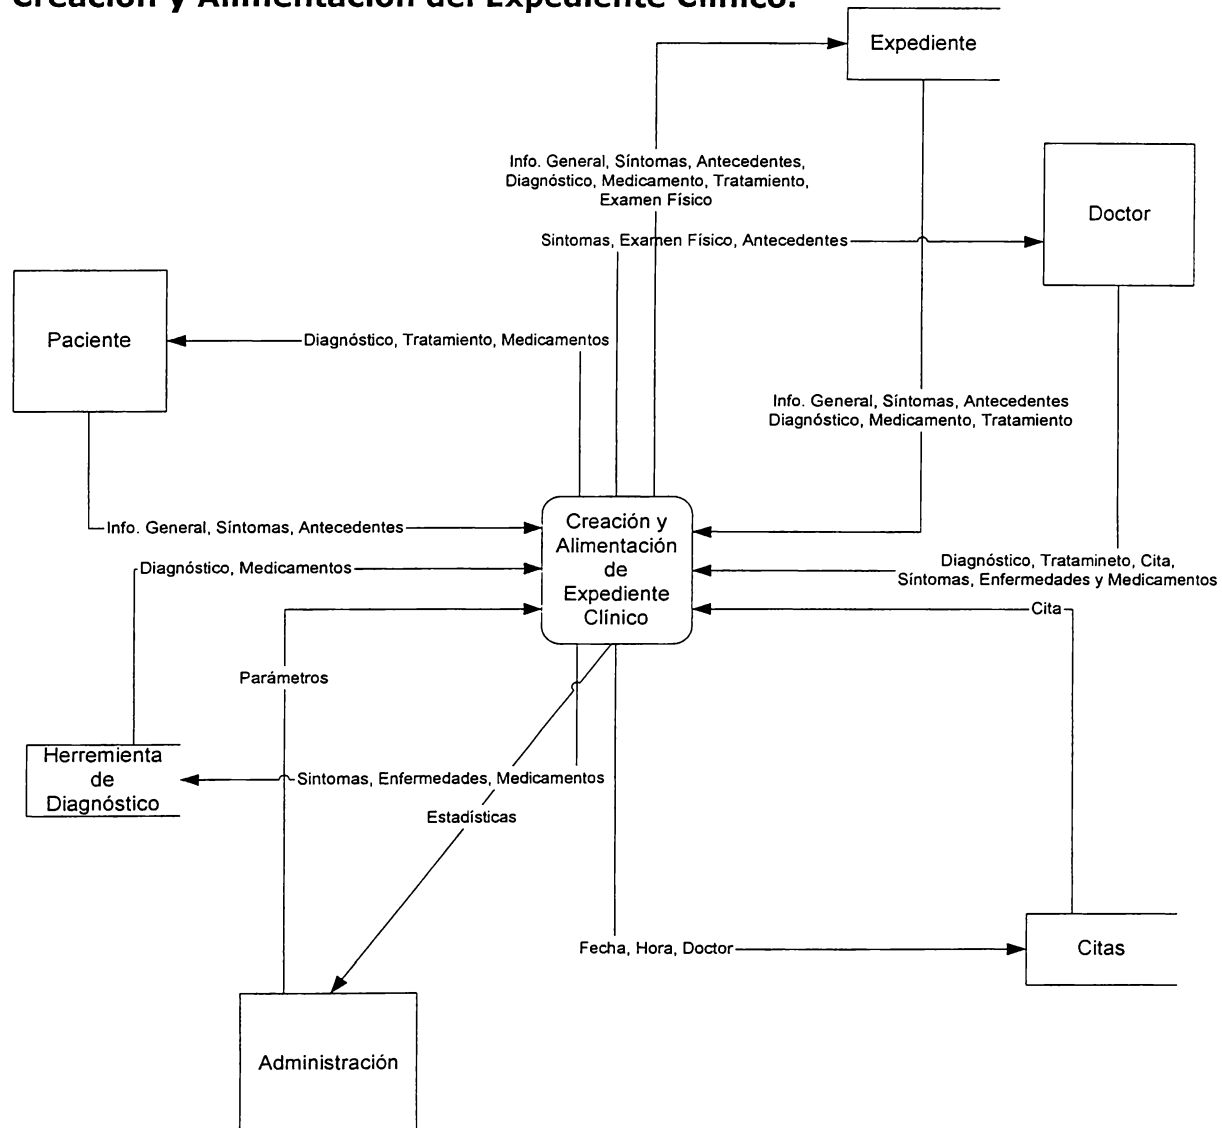 Creación y Alimentación del Expediente Clínico.
Expediente
Info. General, Síntomas, Antecedentes,
Diagnóstico, Medicamento, Tratamiento,
Examen Físico
Doctor
Sintomas, Examen Físico, Antecedentes
Paciente
Diagnóstico, Tratamiento, Medicamentos
Info. General, Síntomas, Antecedentes
Diagnóstico, Medicamento, Tratamiento
Info. General, Síntomas, Antecedentes
Creación y
Alimentación
de
Expediente
Clínico
Diagnóstico, Medicamentos
Diagnóstico, Tratamineto, Cita,
Síntomas, Enfermedades y Medicamentos
Cita
Parámetros
Herremienta
de
Diagnóstico
Sintomas, Enfermedades, Medicamentos
Estadísticas
Fecha, Hora, Doctor
Citas
Administración